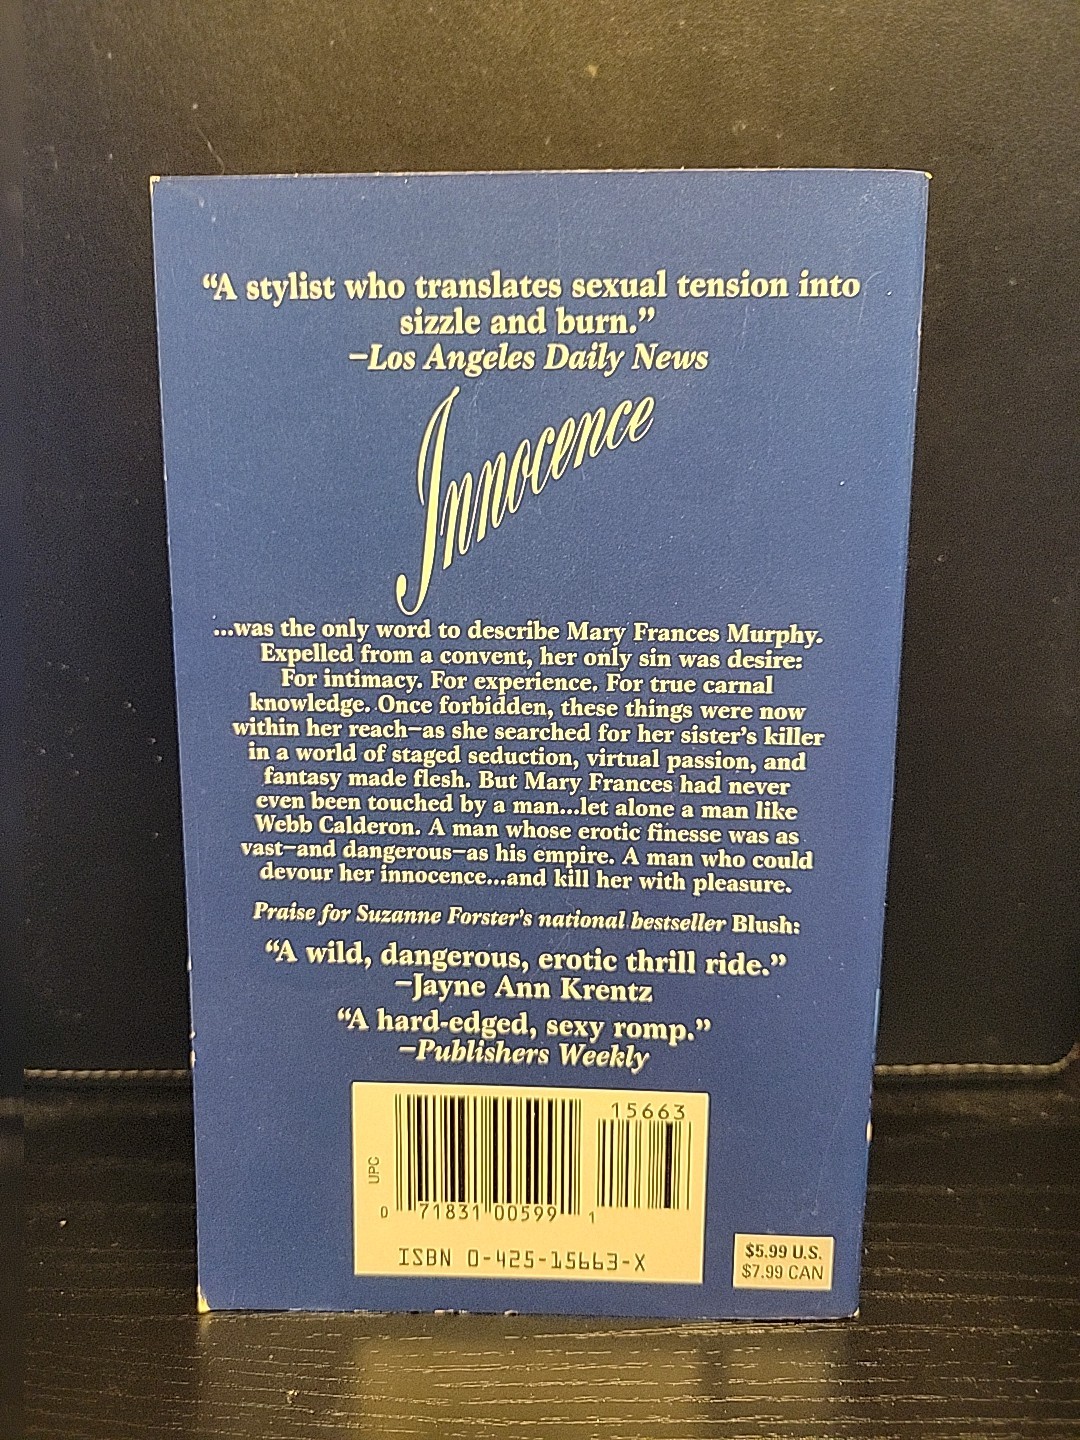 “A stylist who translates sexual tension into
sizzle and burn.”
–Los Angeles Daily News
Innocence
...was the only word to describe Mary Frances Murphy.
Expelled from a convent, her only sin was desire:
For intimacy. For experience. For true carnal
knowledge. Once forbidden, these things were now
within her reach–as she searched for her sister’s killer
in a world of staged seduction, virtual passion, and
fantasy made flesh. But Mary Frances had never
even been touched by a man...let alone a man like
Webb Calderon. A man whose erotic finesse was as
vast–and dangerous–as his empire. A man who could
devour her innocence...and kill her with pleasure.
Praise for Suzanne Forster’s national bestseller Blush:
“A wild, dangerous, erotic thrill ride.”
–Jayne Ann Krentz
“A hard-edged, sexy romp.”
–Publishers Weekly
15663
UPC
0 71831 00599 1
ISBN 0-425-15663-X
$5.99 U.S.
$7.99 CAN